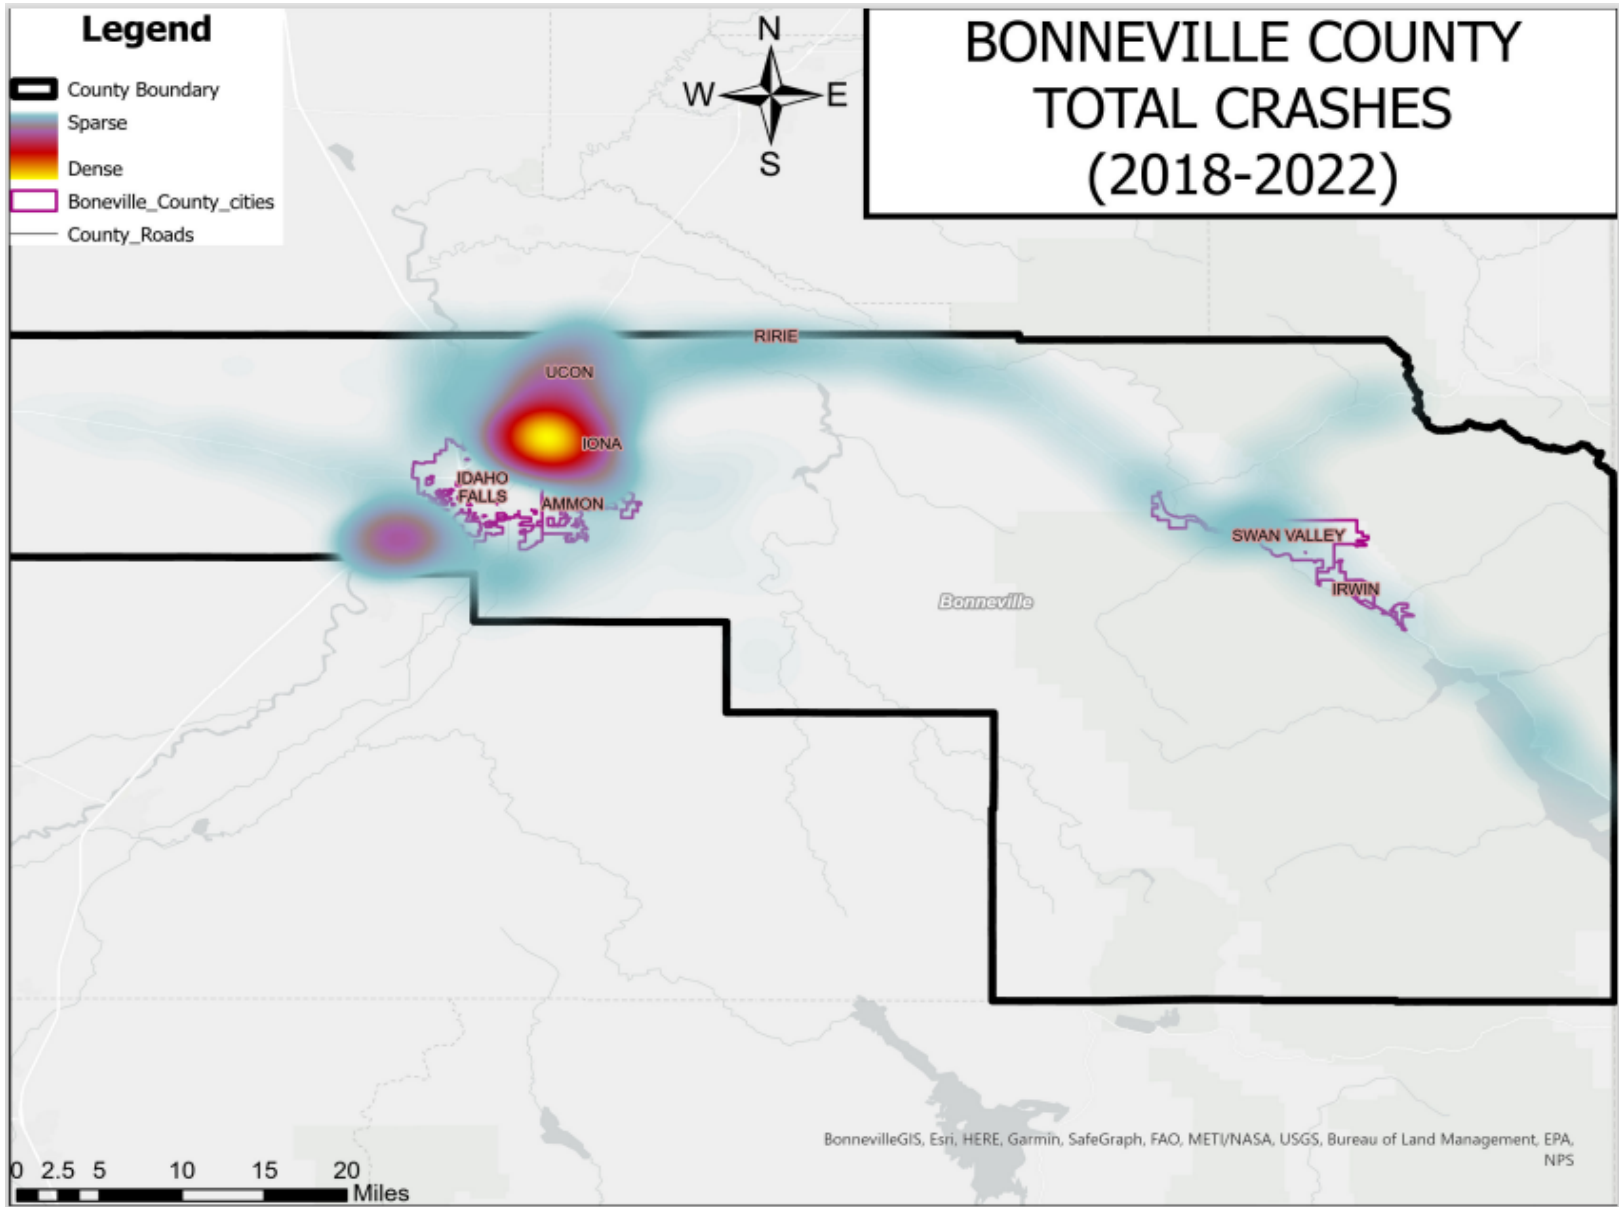 Legend
County Boundary
Sparse
Dense
Boneville_County_cities
County_Roads
N
W E
S
BONNEVILLE COUNTY
TOTAL CRASHES
(2018-2022)
RIRIE
UCON
IONA
IDAHO
FALLS
AMMON
SWAN VALLEY
IRWIN
Bonneville
BonnevilleGIS, Esri, HERE, Garmin, SafeGraph, FAO, METI/NASA, USGS, Bureau of Land Management, EPA,
NPS
0 2.5 5 10 15 20
Miles